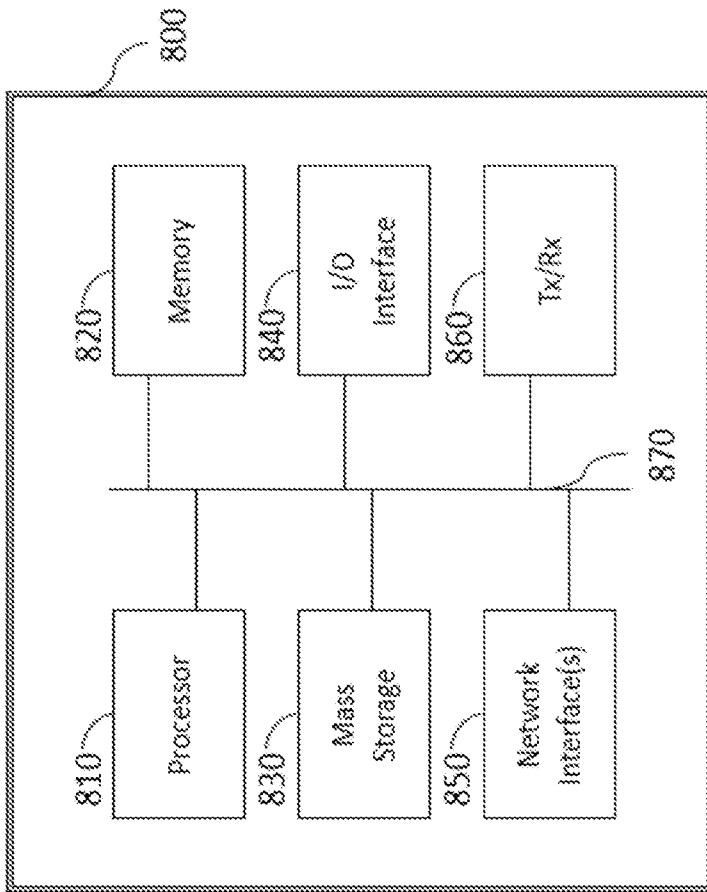 800
810
Processor
820
Memory
830
Mass
Storage
840
I/O
Interface
850
Network
Interface(s)
860
Tx/Rx
870